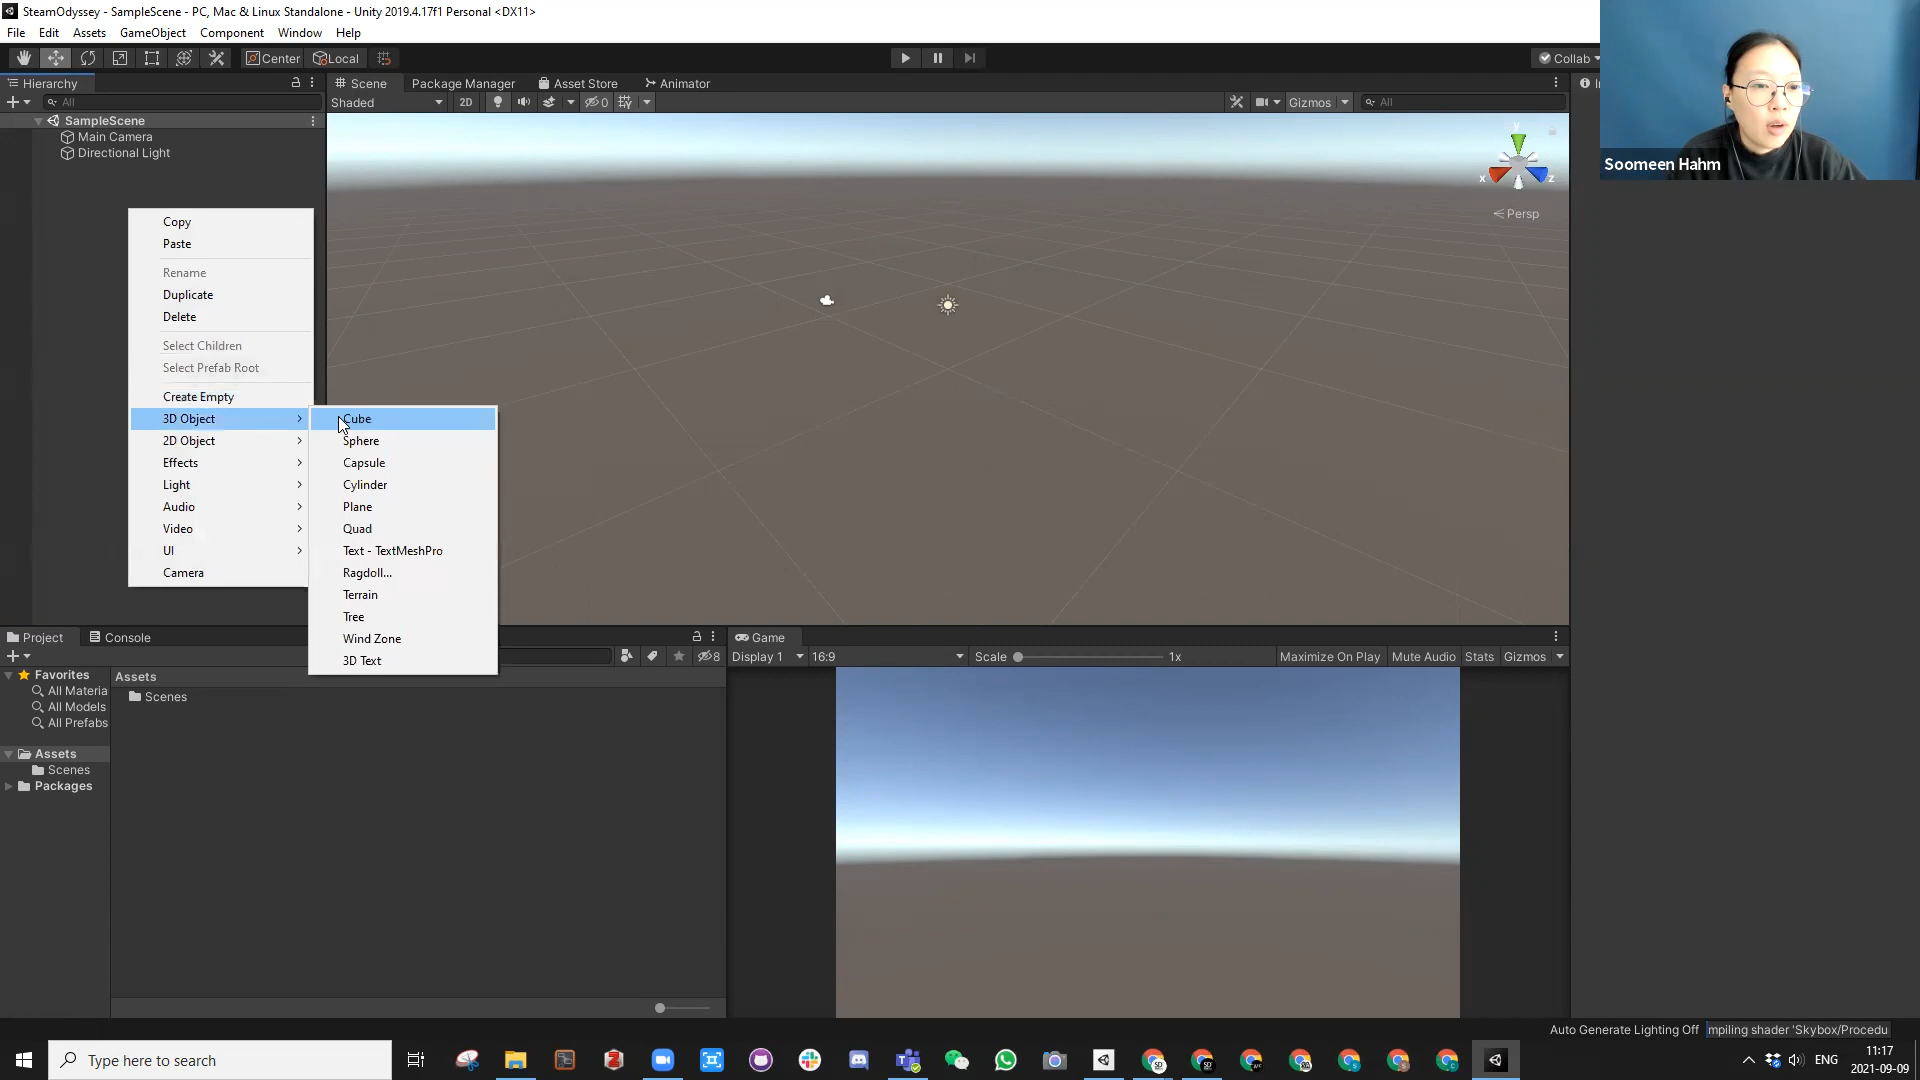 SteamOdyssey - SampleScene - PC, Mac & Linux Standalone - Unity 2019.4.17f1 Personal <DX11>
File Edit Assets GameObject Component Window Help
Center Local
Collab
Hierarchy
Scene Package Manager Asset Store Animator
All
Shaded 2D 0 Gizmos All
SampleScene
Main Camera
Directional Light
y
x z
Persp
Soomeen Hahm
Copy
Paste
Rename
Duplicate
Delete
Select Children
Select Prefab Root
Create Empty
3D Object
2D Object
Effects
Light
Audio
Video
UI
Camera
Cube
Sphere
Capsule
Cylinder
Plane
Quad
Text - TextMeshPro
Ragdoll...
Terrain
Tree
Wind Zone
3D Text
Project Console
8
Favorites
All Materia
All Models
All Prefabs
Assets
Scenes
Packages
Assets
Scenes
Game
Display 1 16:9 Scale 1x Maximize On Play Mute Audio Stats Gizmos
Auto Generate Lighting Off mpiling shader 'Skybox/Procedu
Type here to search
ENG
11:17
2021-09-09